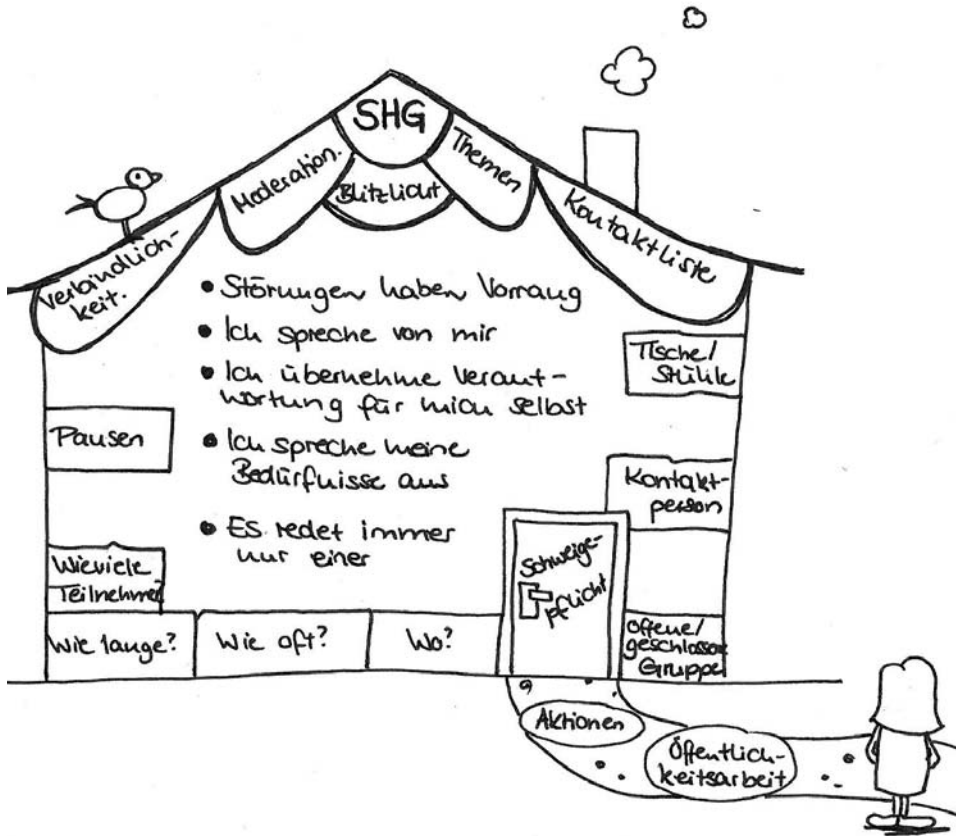 SHG
Moderation.
Blitzlicht
Themen
Verbindlich-
keit.
Kontaktliste
• Störungen haben Vorrang
• Ich spreche von mir
• Ich übernehme Verant-
wortung für mich selbst
• Ich spreche meine
Bedürfnisse aus
• Es redet immer
nur einer
Tische/
Stühle
Pausen
Kontakt-
person
Wieviele
Teilnehmer
Schweige-
pflicht
Wie lange?
Wie oft?
Wo?
Offene/
geschlossene
Gruppe
Aktionen
Öffentlich-
keitsarbeit